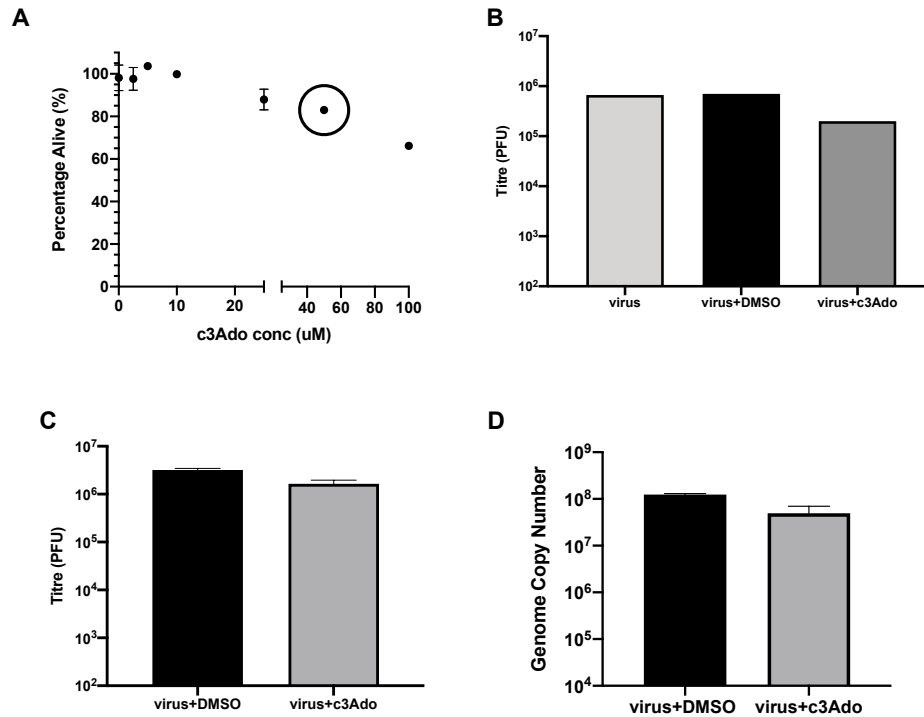 A
Percentage Alive (%)
100
80
60
40
20
0
0 10 20 40 60 80 100
c3Ado conc (uM)
B
Titre (PFU)
10⁷
10⁶
10⁵
10⁴
10³
10²
virus virus+DMSO virus+c3Ado
C
Titre (PFU)
10⁷
10⁶
10⁵
10⁴
10³
10²
virus+DMSO virus+c3Ado
D
Genome Copy Number
10⁹
10⁸
10⁷
10⁶
10⁵
10⁴
virus+DMSO virus+c3Ado